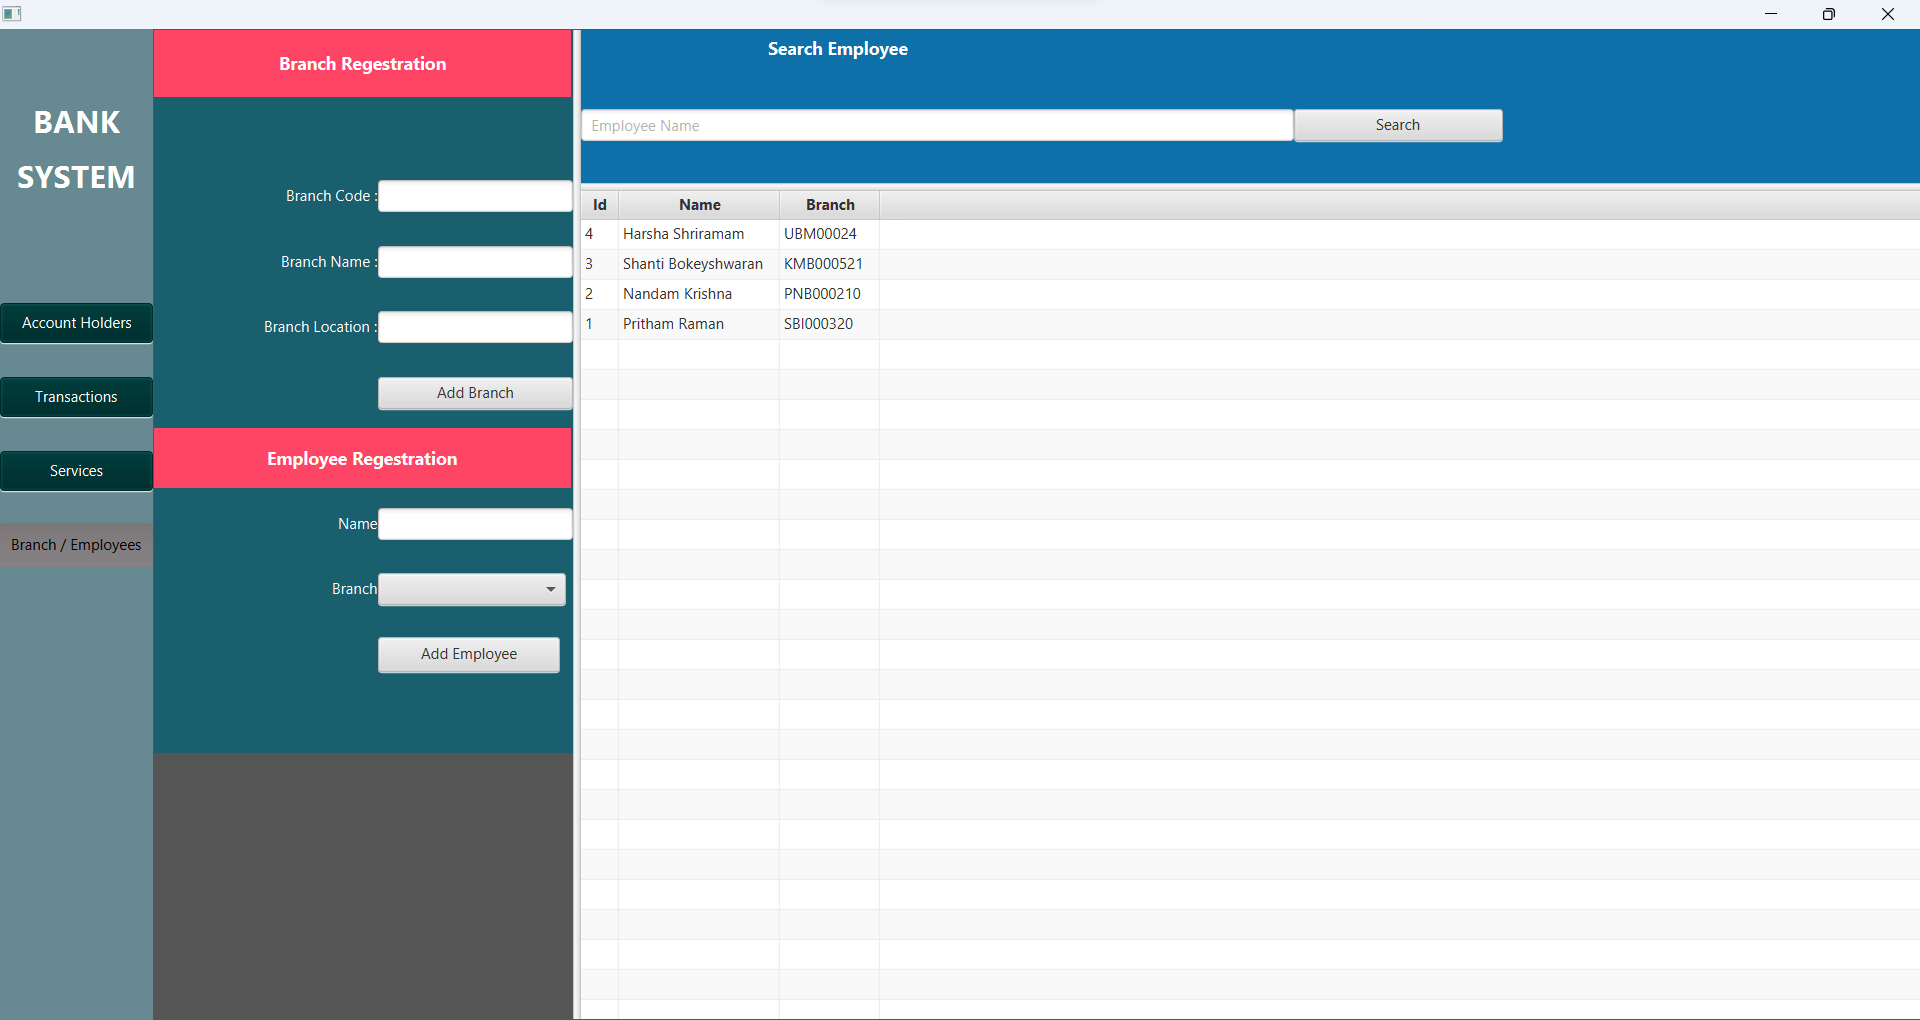 BANK
SYSTEM
Account Holders
Transactions
Services
Branch / Employees
Branch Regestration
Branch Code :
Branch Name :
Branch Location :
Add Branch
Employee Regestration
Name
Branch
Add Employee
Search Employee
Employee Name Search
Id Name Branch
4 Harsha Shriramam UBM00024
3 Shanti Bokeyshwaran KMB000521
2 Nandam Krishna PNB000210
1 Pritham Raman SBI000320